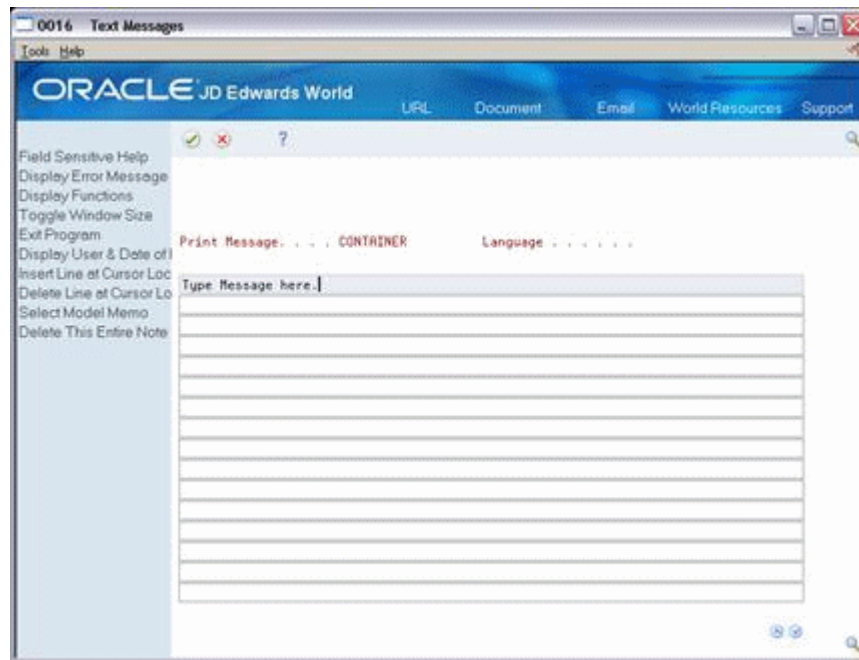 0016 Text Messages
Tools Help
ORACLE JD Edwards World
URL Document Email World Resources Support
?
Field Sensitive Help
Display Error Message
Display Functions
Toggle Window Size
Exit Program
Display User & Date of
Insert Line at Cursor Loc
Delete Line at Cursor Lo
Select Model Memo
Delete This Entire Note
Print Message. . . . CONTAINER Language . . . . . .
Type Message here.